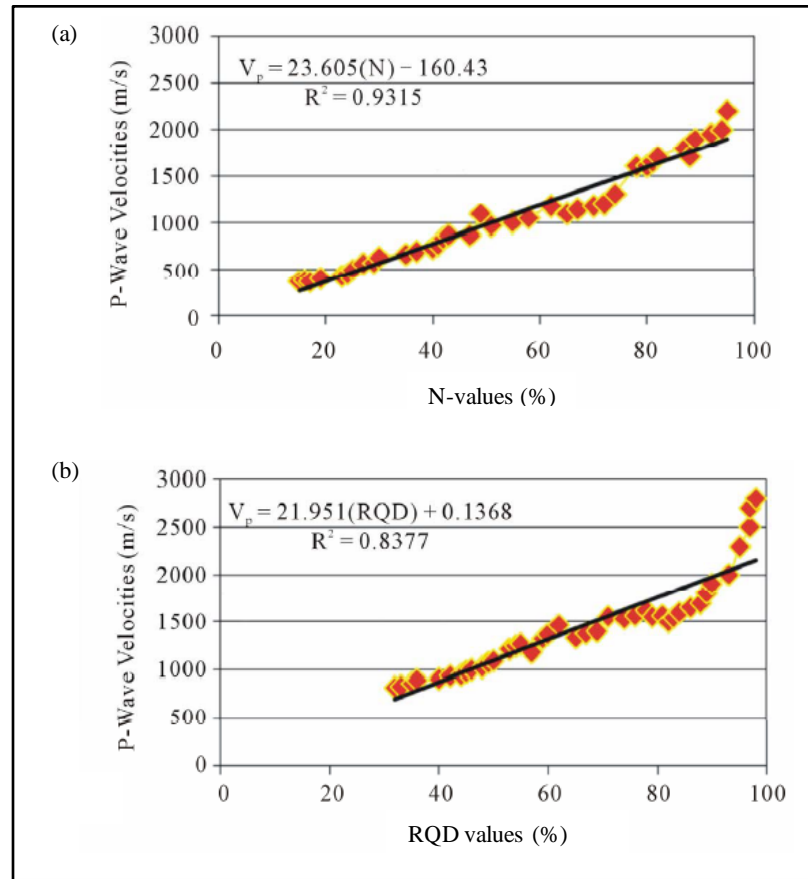 (a)
3000
2500
2000
1500
1000
500
0
P-Wave Velocities (m/s)
V_p = 23.605(N) − 160.43
R² = 0.9315
0 20 40 60 80 100
N-values (%)
(b)
3000
2500
2000
1500
1000
500
0
P-Wave Velocities (m/s)
V_p = 21.951(RQD) + 0.1368
R² = 0.8377
0 20 40 60 80 100
RQD values (%)